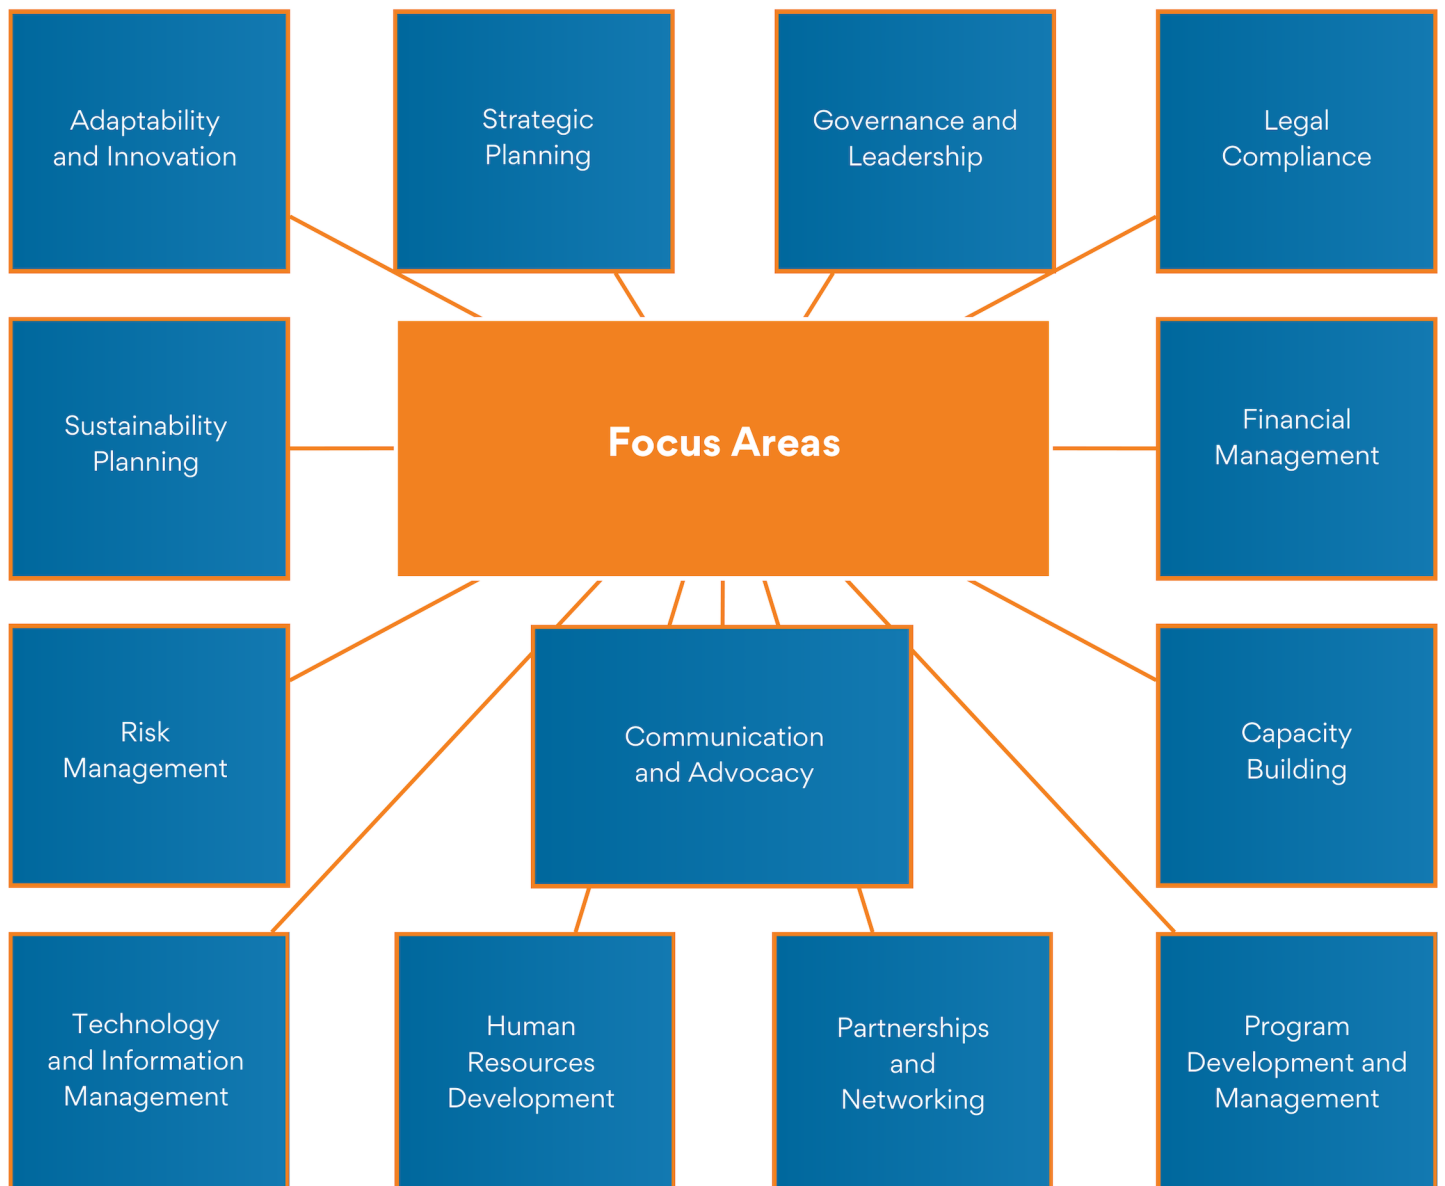 Adaptability
and Innovation
Strategic
Planning
Governance and
Leadership
Legal
Compliance
Sustainability
Planning
Focus Areas
Financial
Management
Risk
Management
Communication
and Advocacy
Capacity
Building
Technology
and Information
Management
Human
Resources
Development
Partnerships
and
Networking
Program
Development and
Management